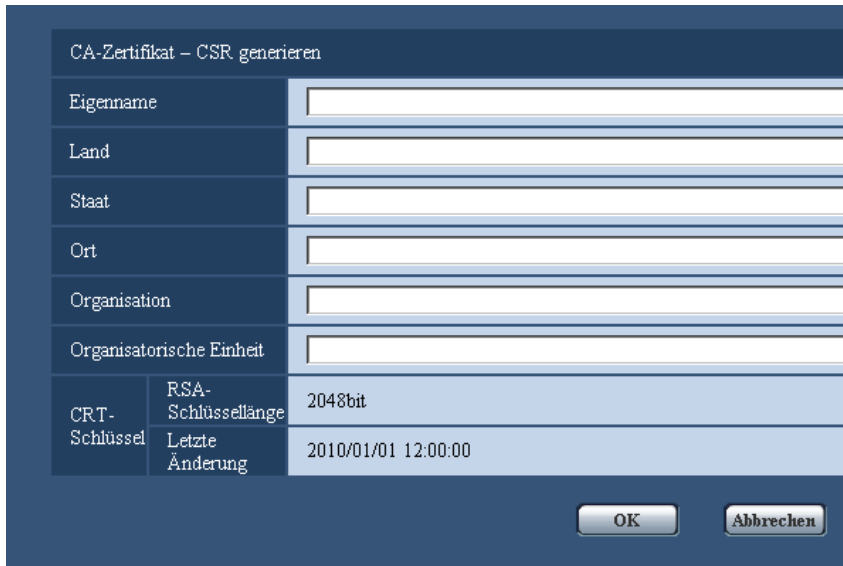 CA-Zertifikat – CSR generieren
Eigenname
Land
Staat
Ort
Organisation
Organisatorische Einheit
CRT-
Schlüssel
RSA-
Schlüssellänge
2048bit
Letzte
Änderung
2010/01/01 12:00:00
OK
Abbrechen